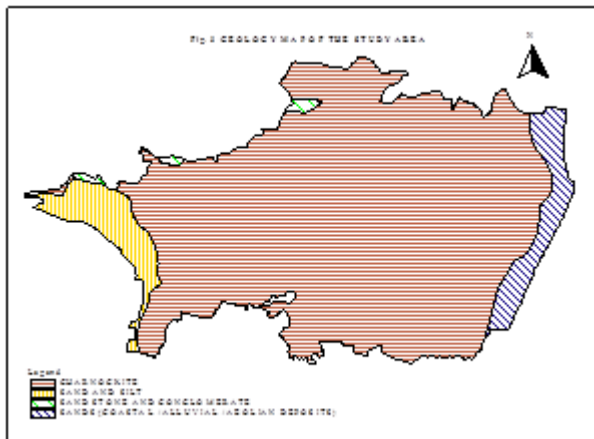 Fig 3 GEOLOGY MAP OF THE STUDY AREA
N
Legend
CHARNOCKITE
SAND AND SILT
SANDSTONE AND CONGLOMERATE
SANDS (COASTAL /ALLUVIAL /AEOLIAN DEPOSITS)